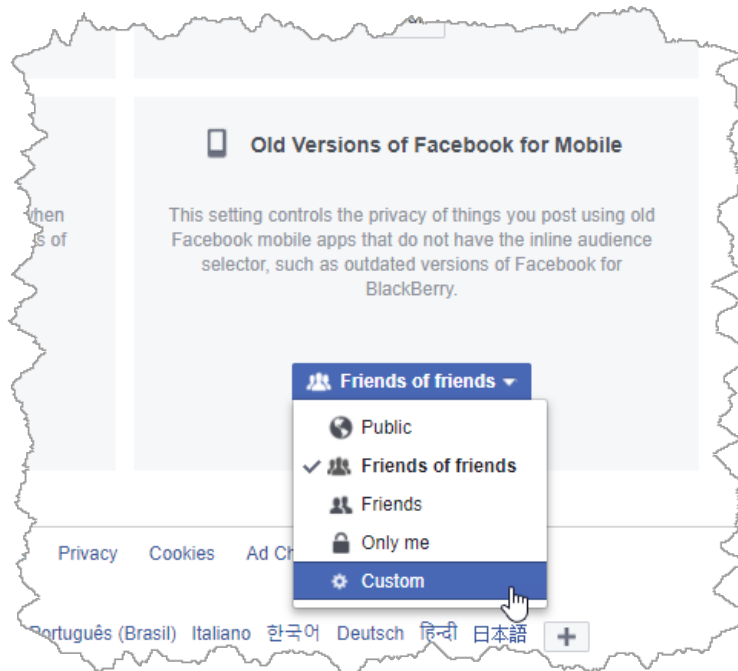 Old Versions of Facebook for Mobile
when
s of
This setting controls the privacy of things you post using old
Facebook mobile apps that do not have the inline audience
selector, such as outdated versions of Facebook for
BlackBerry.
Friends of friends
Public
Friends of friends
Friends
Only me
Custom
Privacy Cookies Ad Ch
Português (Brasil) Italiano 한국어 Deutsch हिन्दी 日本語